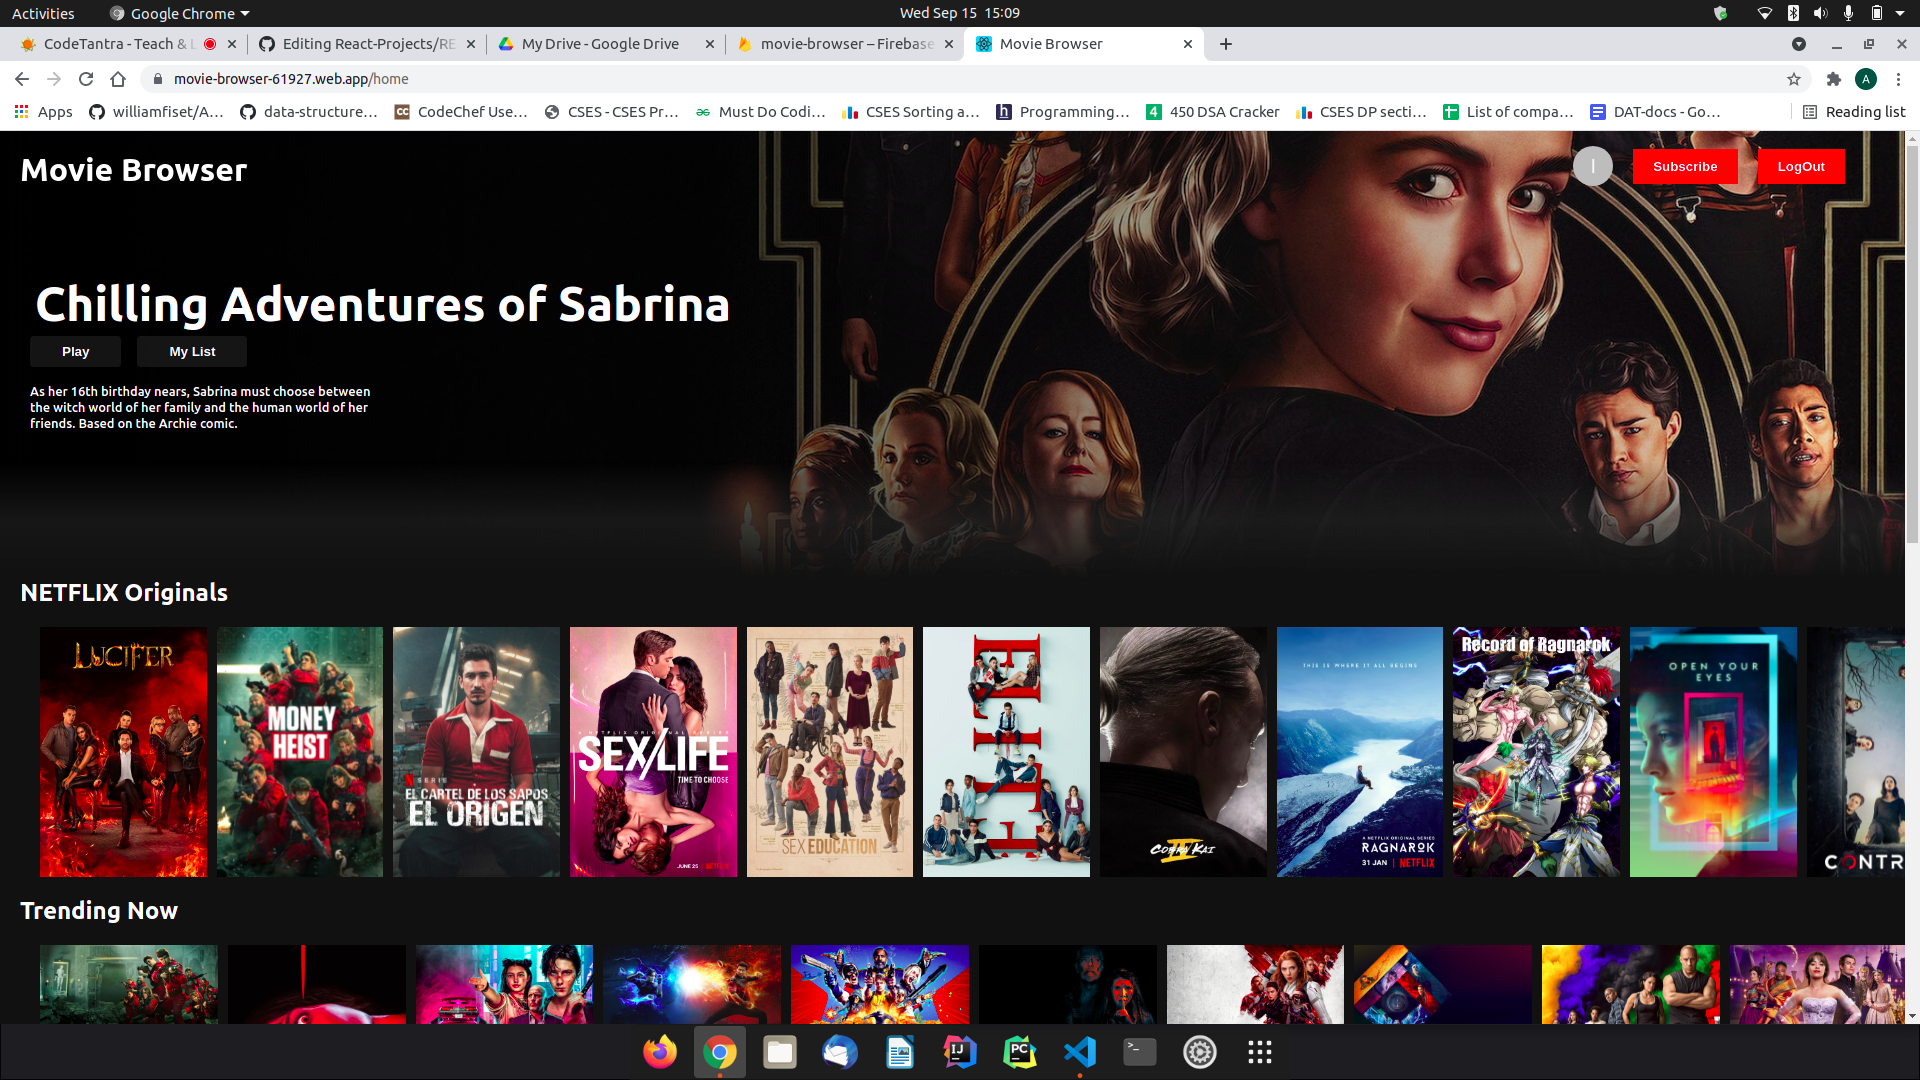 Activities
Google Chrome
Wed Sep 15 15:09
CodeTantra - Teach & L
Editing React-Projects/RE
My Drive - Google Drive
movie-browser – Firebase
Movie Browser
movie-browser-61927.web.app/home
A
Apps
williamfiset/A...
data-structure...
CodeChef Use...
CSES - CSES Pr...
Must Do Codi...
CSES Sorting a...
Programming...
450 DSA Cracker
CSES DP secti...
List of compa...
DAT-docs - Go...
Reading list
Movie Browser
I
Subscribe
LogOut
Chilling Adventures of Sabrina
Play
My List
As her 16th birthday nears, Sabrina must choose between
the witch world of her family and the human world of her
friends. Based on the Archie comic.
NETFLIX Originals
LUCIFER
MONEY
HEIST
N SERIE
EL CARTEL DE LOS SAPOS
EL ORIGEN
A NETFLIX ORIGINAL SERIES
SEX/LIFE
TIME TO CHOOSE
JUNE 25 | NETFLIX
SEX EDUCATION
ELITE
COBRA KAI
THIS IS WHERE IT ALL BEGINS
A NETFLIX ORIGINAL SERIES
RAGNAROK
31 JAN | NETFLIX
Record of Ragnarok
OPEN YOUR
EYES
CONTR
Trending Now